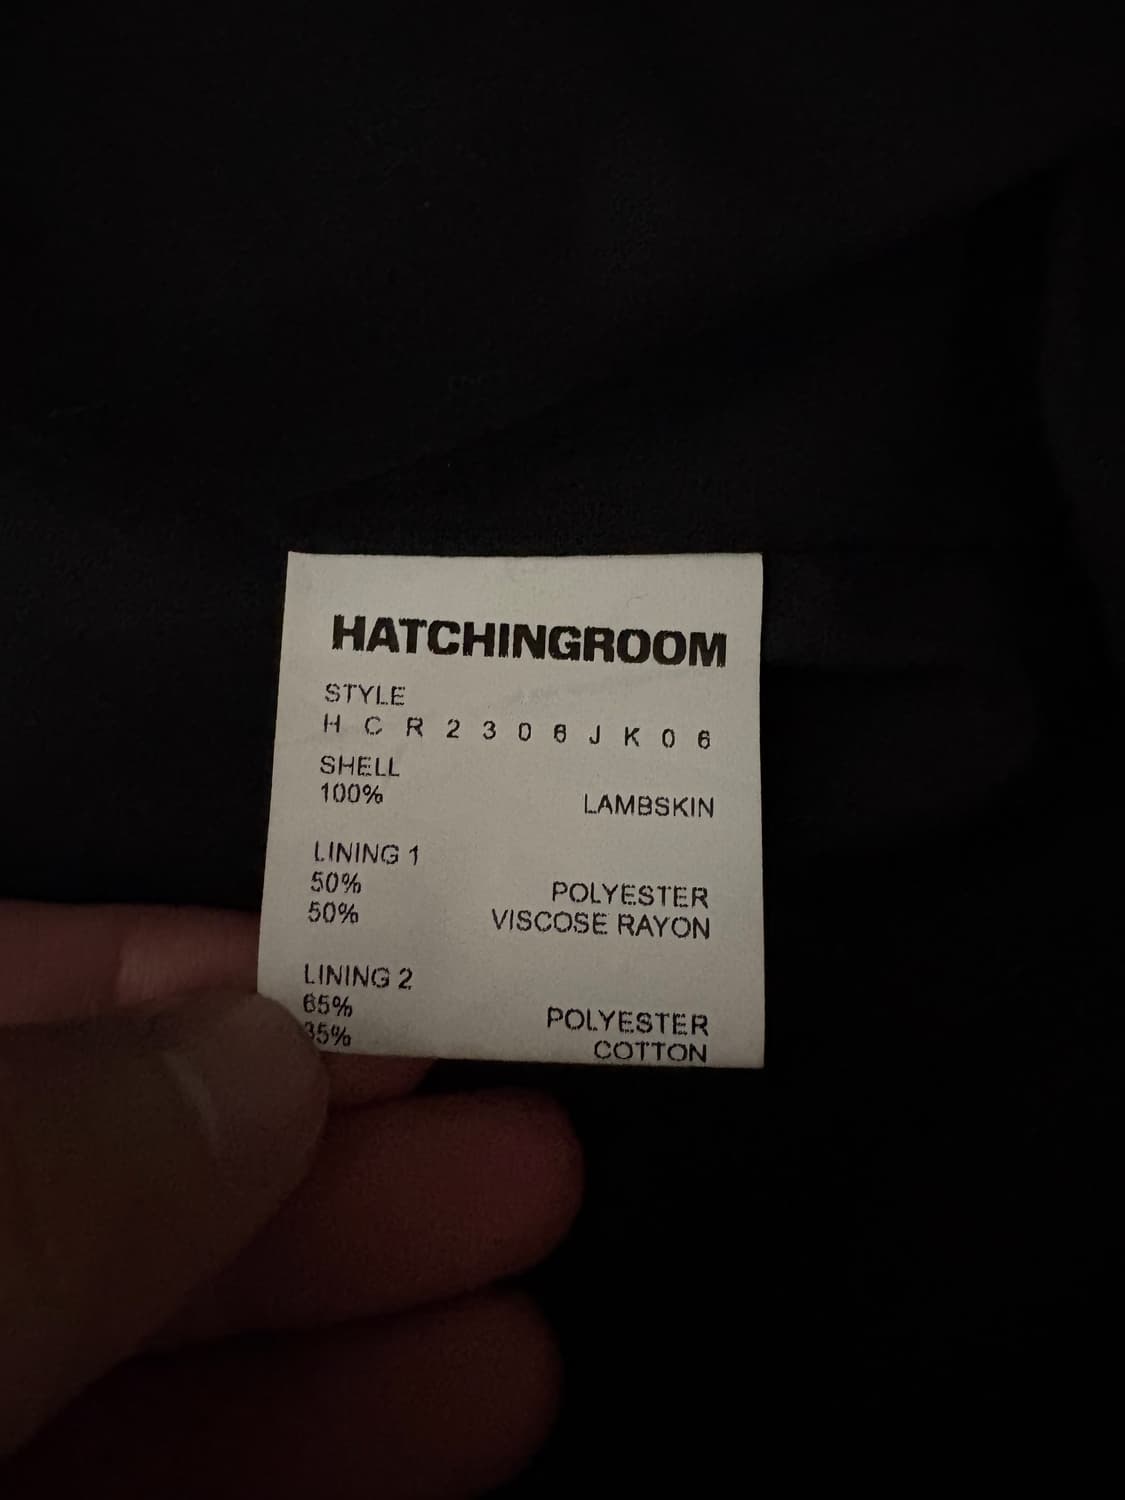 HATCHINGROOM
STYLE
H C R 2 3 0 6 J K 0 6
SHELL
100% LAMBSKIN
LINING 1
50% POLYESTER
50% VISCOSE RAYON
LINING 2
65% POLYESTER
35% COTTON